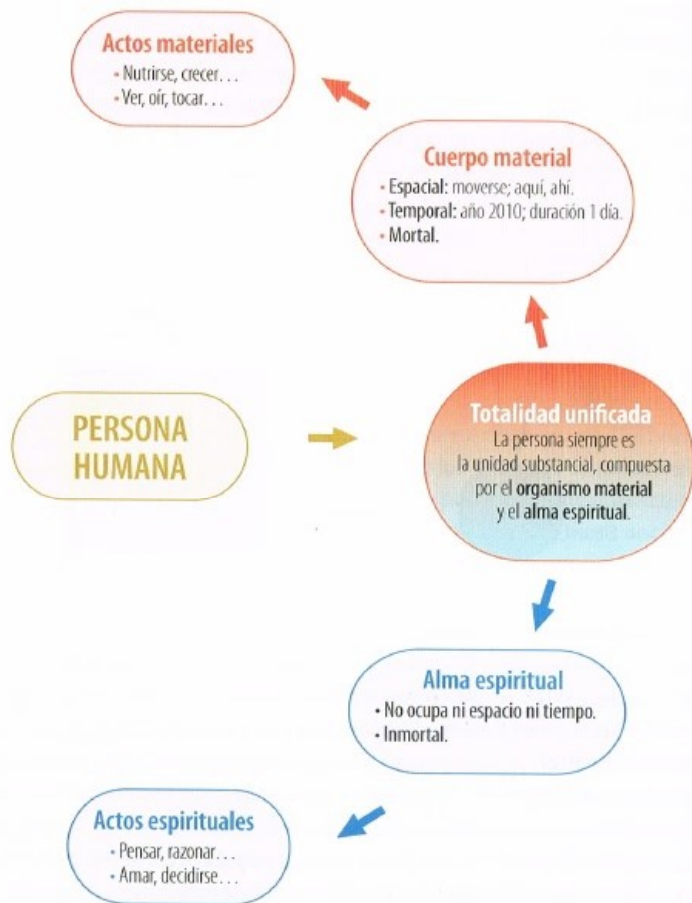 Actos materiales
• Nutrirse, crecer…
• Ver, oír, tocar…
Cuerpo material
• Espacial: moverse; aquí, ahí.
• Temporal: año 2010; duración 1 día.
• Mortal.
PERSONA
HUMANA
Totalidad unificada
La persona siempre es
la unidad substancial, compuesta
por el organismo material
y el alma espiritual.
Alma espiritual
• No ocupa ni espacio ni tiempo.
• Inmortal.
Actos espirituales
• Pensar, razonar…
• Amar, decidirse…